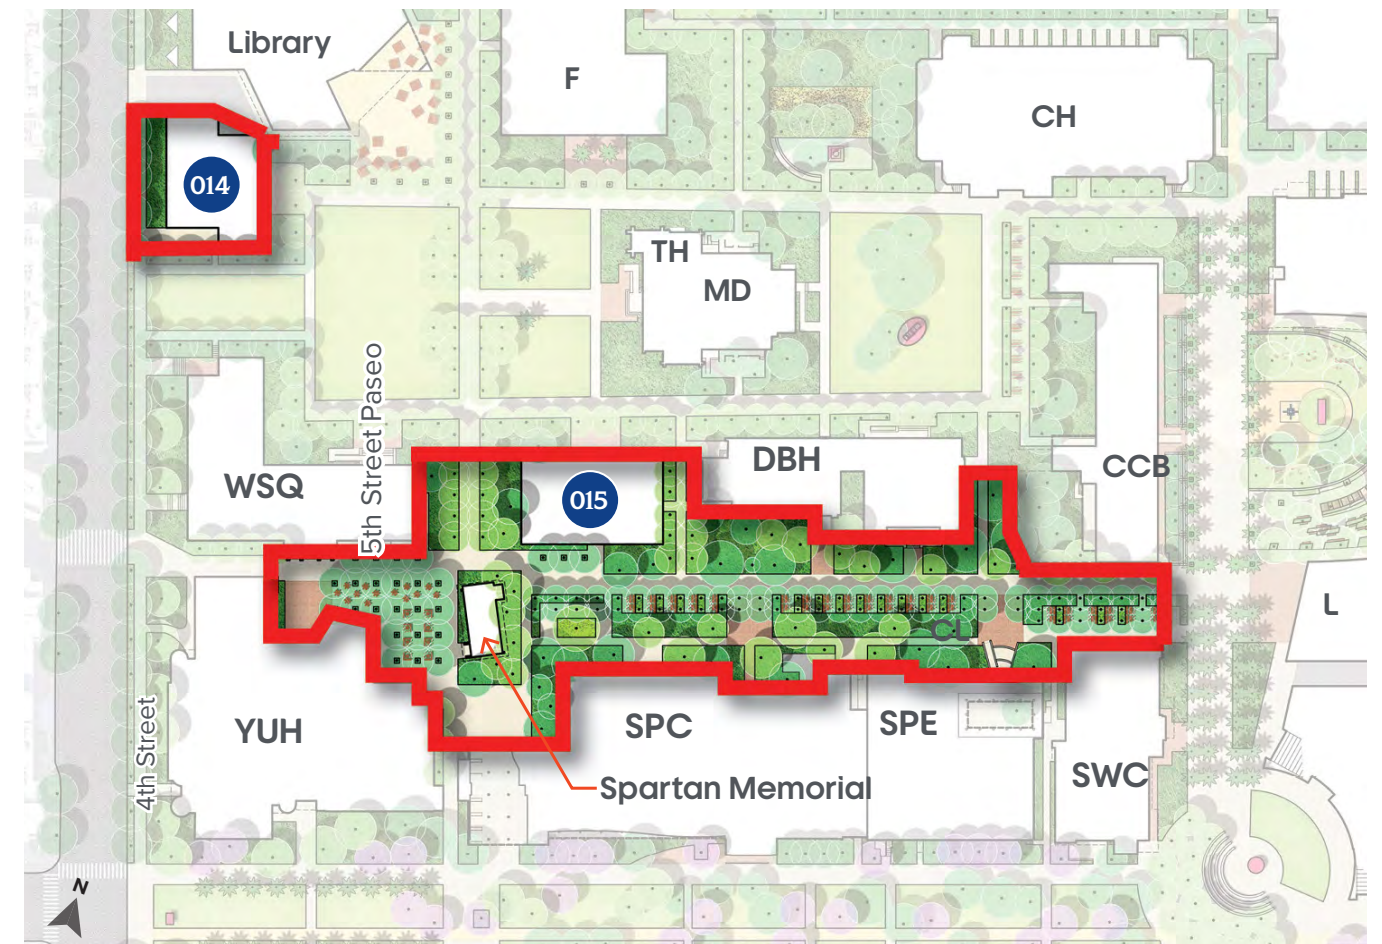 Library
F
CH
014
TH
MD
5th Street Paseo
WSQ
015
DBH
CCB
CL
L
4th Street
YUH
SPC
SPE
SWC
Spartan Memorial
N